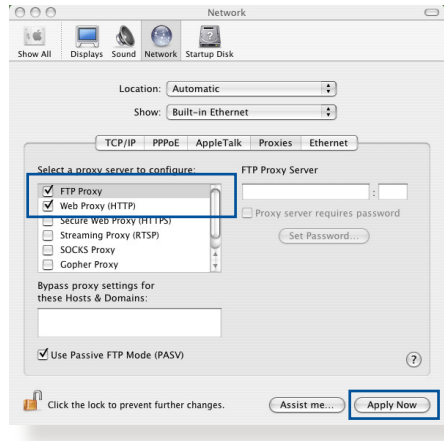 Network
Show All Displays Sound Network Startup Disk
Location: Automatic
Show: Built-in Ethernet
TCP/IP PPPoE AppleTalk Proxies Ethernet
Select a proxy server to configure: FTP Proxy Server
FTP Proxy
Web Proxy (HTTP) :
Secure Web Proxy (HTTPS) Proxy server requires password
Streaming Proxy (RTSP) Set Password...
SOCKS Proxy
Gopher Proxy
Bypass proxy settings for
these Hosts & Domains:
Use Passive FTP Mode (PASV) ?
Click the lock to prevent further changes. Assist me... Apply Now